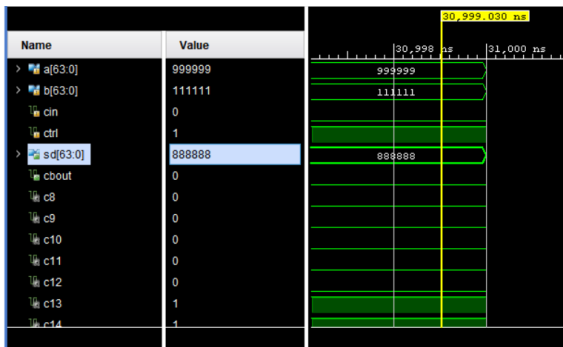 30,999.030 ns
Name Value
30,998 ns 31,000 ns
a[63:0] 999999 999999
b[63:0] 111111 111111
cin 0
ctrl 1
sd[63:0] 888888 888888
cbout 0
c8 0
c9 0
c10 0
c11 0
c12 0
c13 1
c14 1